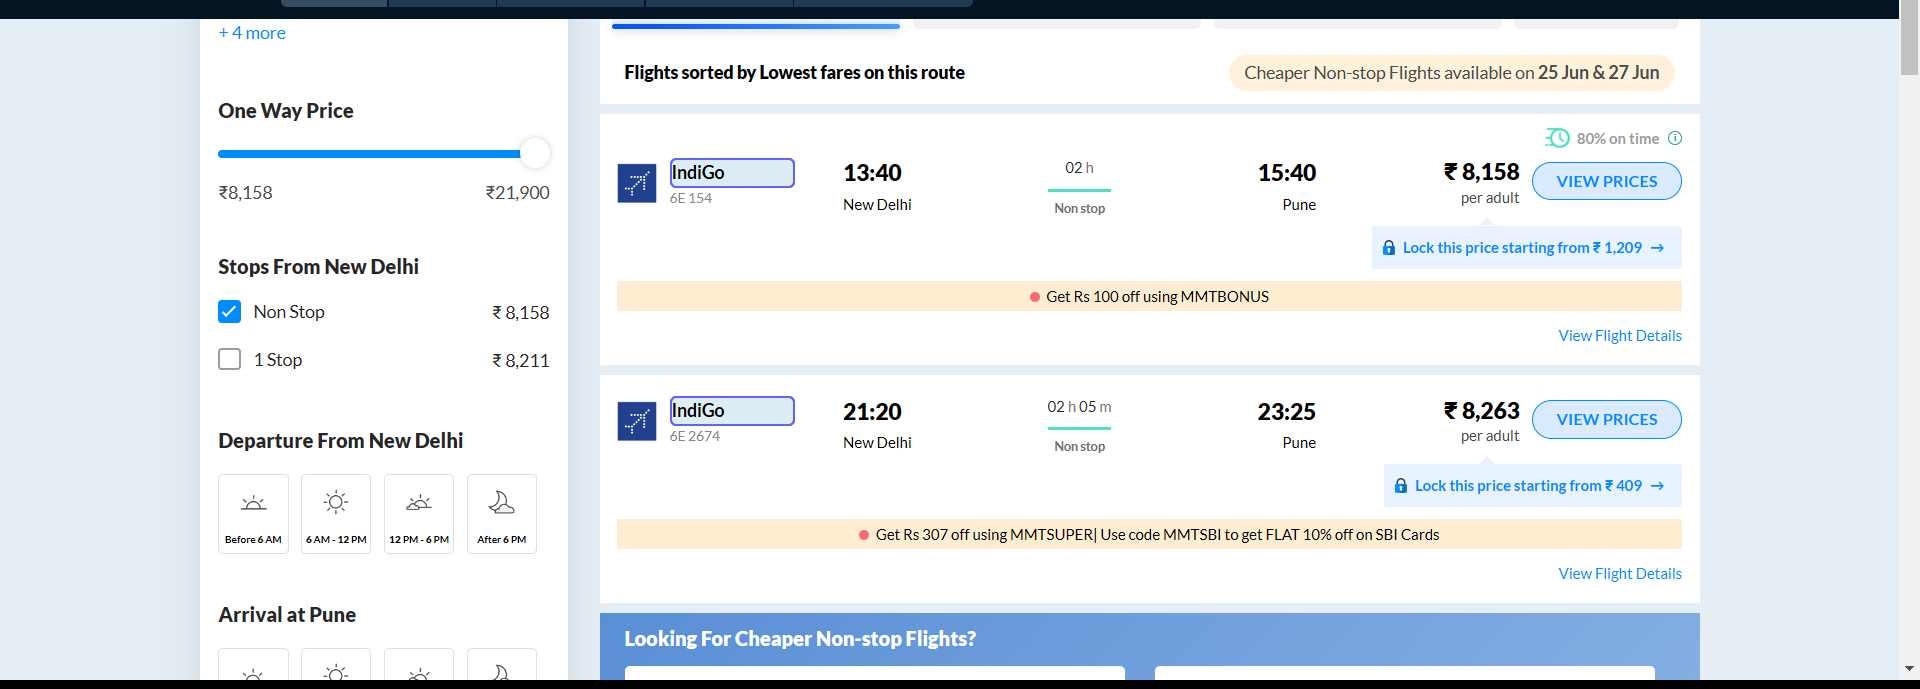 + 4 more
One Way Price
₹8,158 ₹21,900
Stops From New Delhi
Non Stop ₹ 8,158
1 Stop ₹ 8,211
Departure From New Delhi
Before 6 AM 6 AM - 12 PM 12 PM - 6 PM After 6 PM
Arrival at Pune
Flights sorted by Lowest fares on this route
Cheaper Non-stop Flights available on 25 Jun & 27 Jun
80% on time
IndiGo
6E 154
13:40
New Delhi
02 h
Non stop
15:40
Pune
₹ 8,158
per adult
VIEW PRICES
Lock this price starting from ₹ 1,209 →
Get Rs 100 off using MMTBONUS
View Flight Details
IndiGo
6E 2674
21:20
New Delhi
02 h 05 m
Non stop
23:25
Pune
₹ 8,263
per adult
VIEW PRICES
Lock this price starting from ₹ 409 →
Get Rs 307 off using MMTSUPER| Use code MMTSBI to get FLAT 10% off on SBI Cards
View Flight Details
Looking For Cheaper Non-stop Flights?